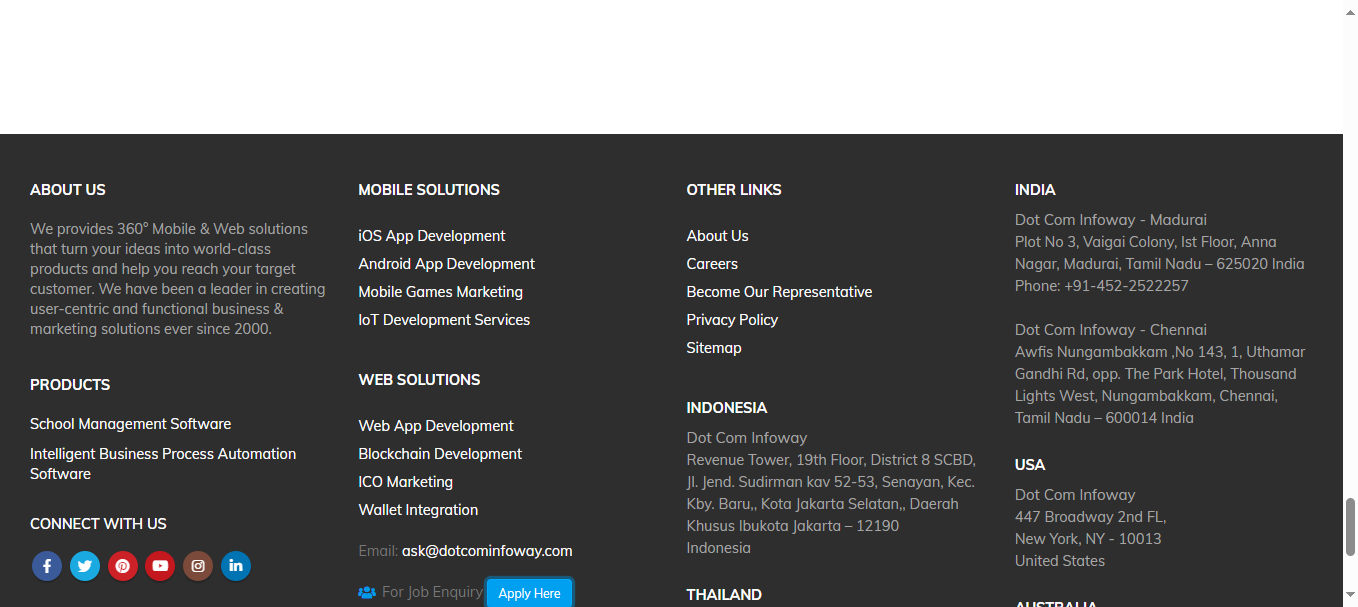 ABOUT US
We provides 360° Mobile & Web solutions
that turn your ideas into world-class
products and help you reach your target
customer. We have been a leader in creating
user-centric and functional business &
marketing solutions ever since 2000.
PRODUCTS
School Management Software
Intelligent Business Process Automation
Software
CONNECT WITH US
MOBILE SOLUTIONS
iOS App Development
Android App Development
Mobile Games Marketing
IoT Development Services
WEB SOLUTIONS
Web App Development
Blockchain Development
ICO Marketing
Wallet Integration
Email: ask@dotcominfoway.com
For Job Enquiry Apply Here
OTHER LINKS
About Us
Careers
Become Our Representative
Privacy Policy
Sitemap
INDONESIA
Dot Com Infoway
Revenue Tower, 19th Floor, District 8 SCBD,
Jl. Jend. Sudirman kav 52-53, Senayan, Kec.
Kby. Baru,, Kota Jakarta Selatan,, Daerah
Khusus Ibukota Jakarta – 12190
Indonesia
THAILAND
INDIA
Dot Com Infoway - Madurai
Plot No 3, Vaigai Colony, Ist Floor, Anna
Nagar, Madurai, Tamil Nadu – 625020 India
Phone: +91-452-2522257
Dot Com Infoway - Chennai
Awfis Nungambakkam ,No 143, 1, Uthamar
Gandhi Rd, opp. The Park Hotel, Thousand
Lights West, Nungambakkam, Chennai,
Tamil Nadu – 600014 India
USA
Dot Com Infoway
447 Broadway 2nd FL,
New York, NY - 10013
United States
AUSTRALIA